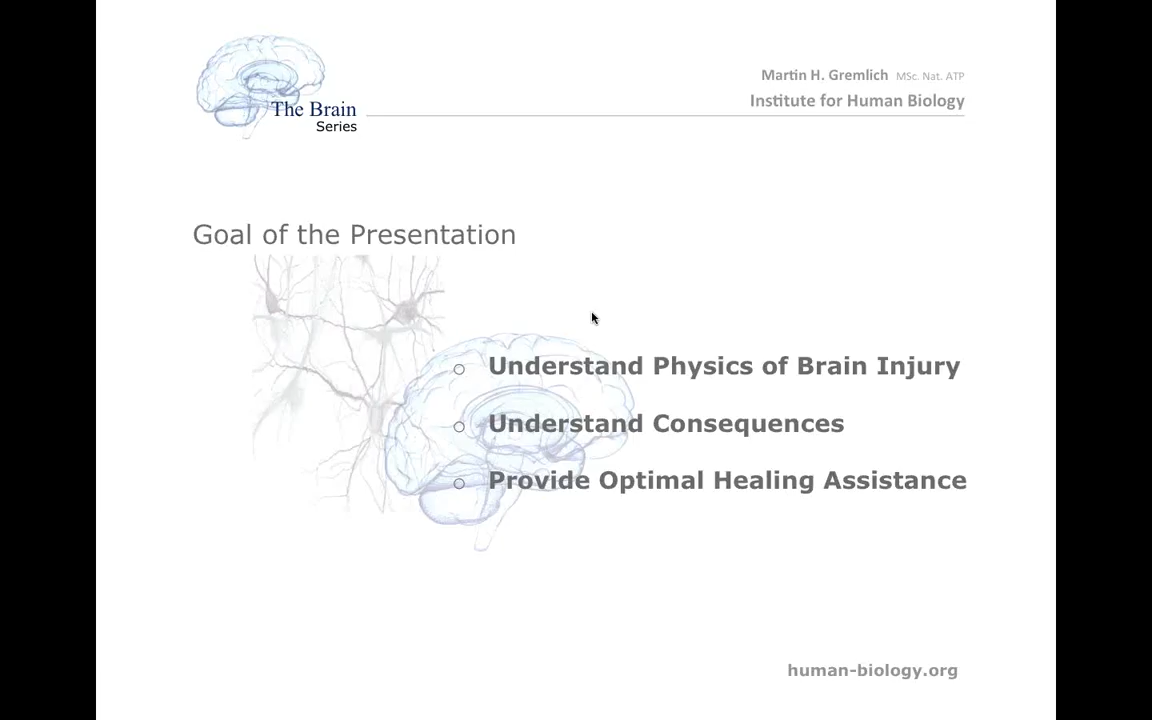 The Brain
Series
Martin H. Gremlich MSc. Nat. ATP
Institute for Human Biology
Goal of the Presentation
Understand Physics of Brain Injury
Understand Consequences
Provide Optimal Healing Assistance
human-biology.org